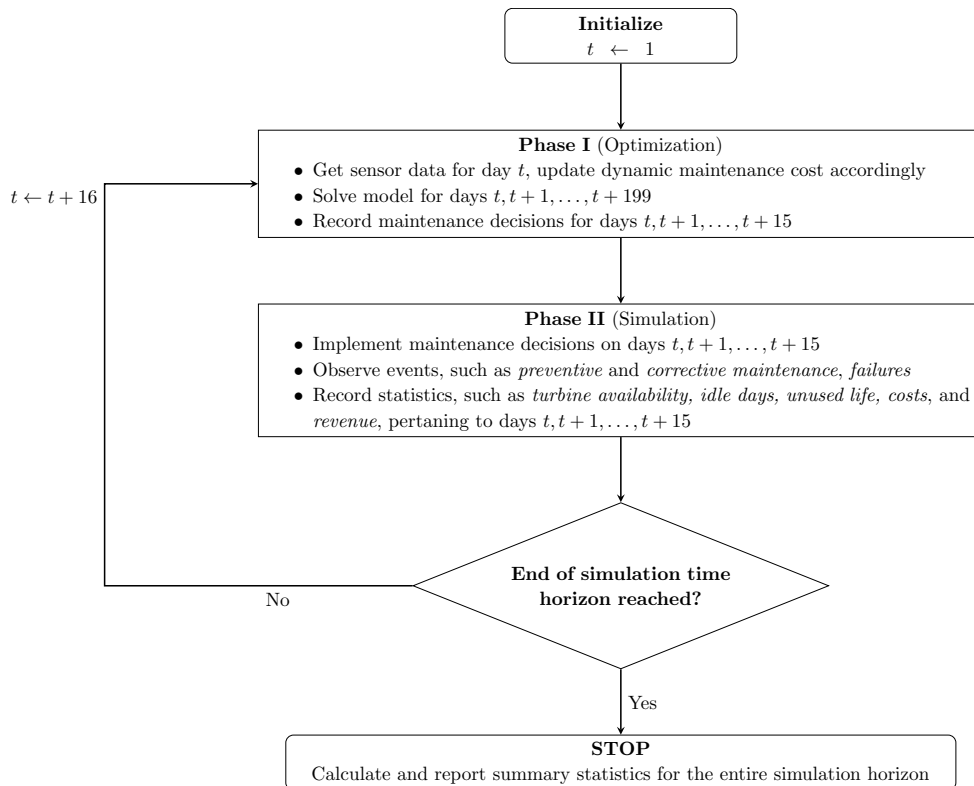 Initialize
t ← 1
Phase I (Optimization)
• Get sensor data for day t, update dynamic maintenance cost accordingly
• Solve model for days t, t + 1, . . . , t + 199
• Record maintenance decisions for days t, t + 1, . . . , t + 15
t ← t + 16
Phase II (Simulation)
• Implement maintenance decisions on days t, t + 1, . . . , t + 15
• Observe events, such as preventive and corrective maintenance, failures
• Record statistics, such as turbine availability, idle days, unused life, costs, and
revenue, pertaining to days t, t + 1, . . . , t + 15
End of simulation time
horizon reached?
No
Yes
STOP
Calculate and report summary statistics for the entire simulation horizon